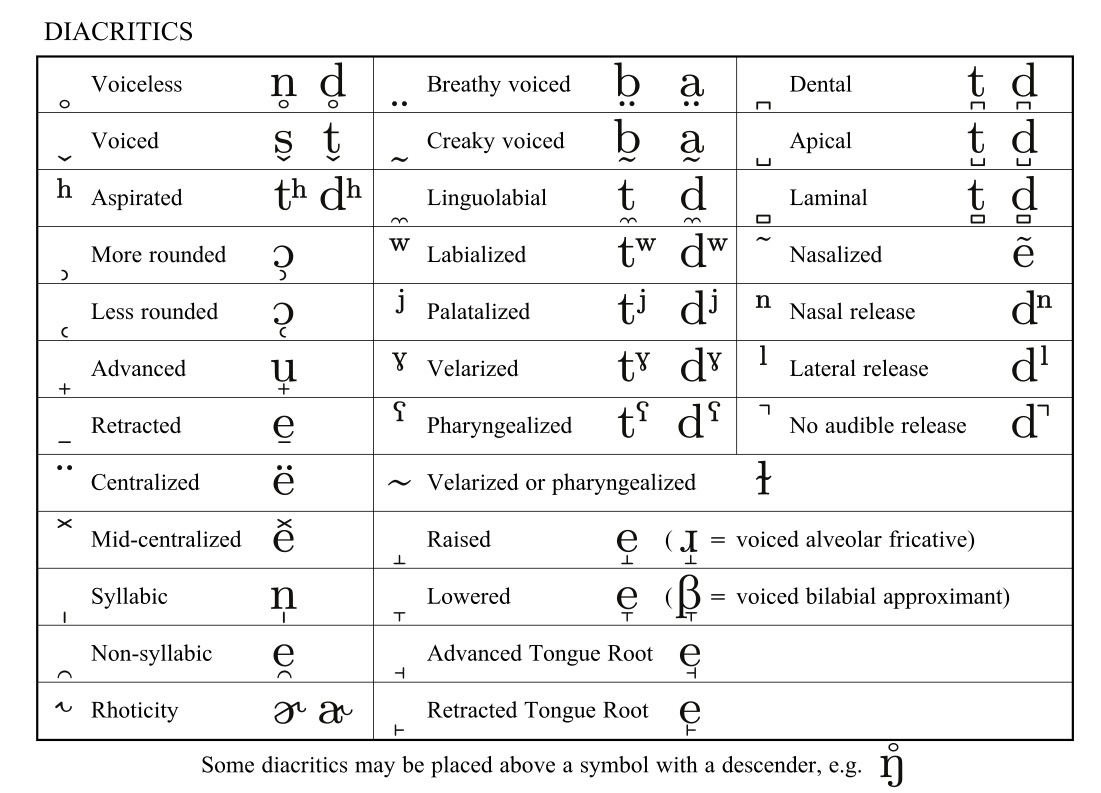 DIACRITICS
̥ Voiceless n̥ d̥ ̤ Breathy voiced b̤ a̤ ̪ Dental t̪ d̪
̬ Voiced s̬ t̬ ̰ Creaky voiced b̰ a̰ ̺ Apical t̺ d̺
ʰ Aspirated tʰ dʰ ̼ Linguolabial t̼ d̼ ̻ Laminal t̻ d̻
̹ More rounded ɔ̹ ʷ Labialized tʷ dʷ ̃ Nasalized ẽ
̜ Less rounded ɔ̜ ʲ Palatalized tʲ dʲ ⁿ Nasal release dⁿ
̟ Advanced u̟ ˠ Velarized tˠ dˠ ˡ Lateral release dˡ
̠ Retracted e̠ ˤ Pharyngealized tˤ dˤ ̚ No audible release d̚
̈ Centralized ë ̴ Velarized or pharyngealized ɫ
̽ Mid-centralized e̽ ̝ Raised e̝ (ɹ̝ = voiced alveolar fricative)
̩ Syllabic n̩ ̞ Lowered e̞ (β̞ = voiced bilabial approximant)
̯ Non-syllabic e̯ ̘ Advanced Tongue Root e̘
˞ Rhoticity ɚ a˞ ̙ Retracted Tongue Root e̙
Some diacritics may be placed above a symbol with a descender, e.g. ŋ̊